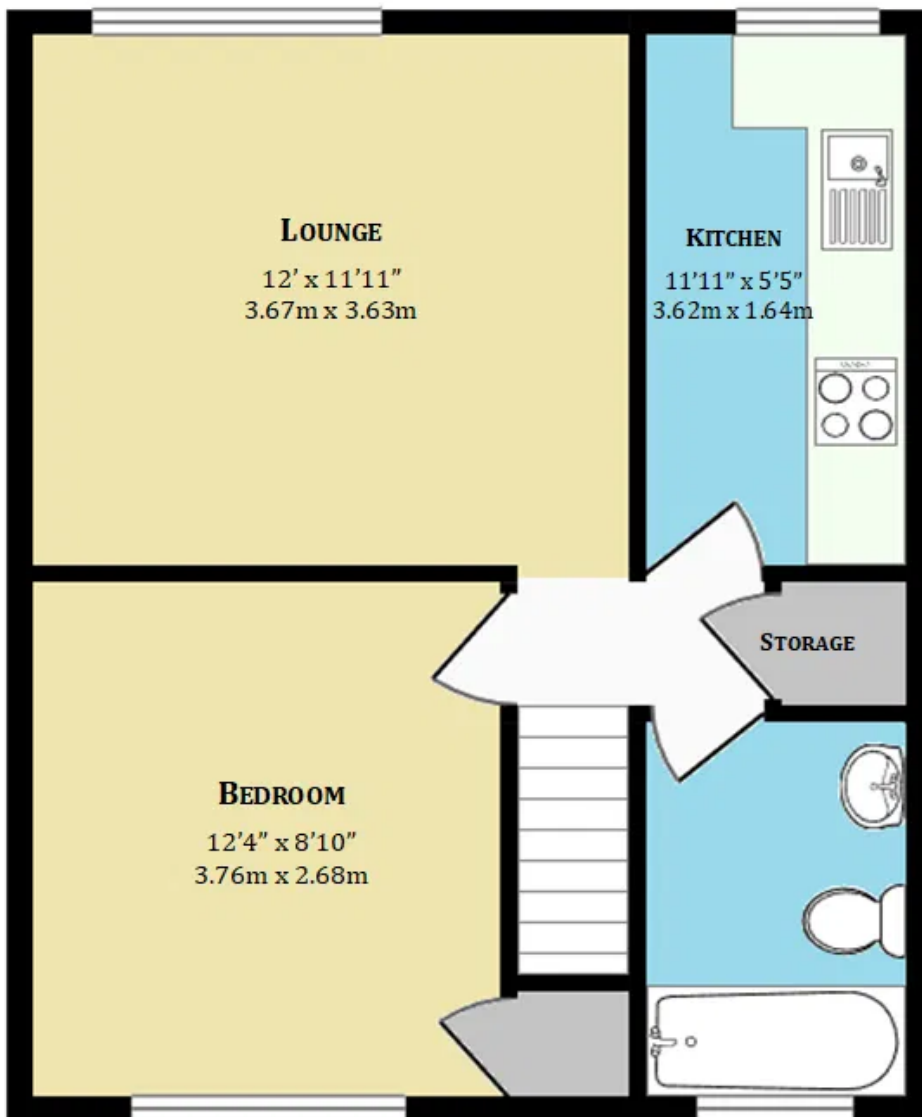 LOUNGE
12' x 11'11"
3.67m x 3.63m
KITCHEN
11'11" x 5'5"
3.62m x 1.64m
STORAGE
BEDROOM
12'4" x 8'10"
3.76m x 2.68m